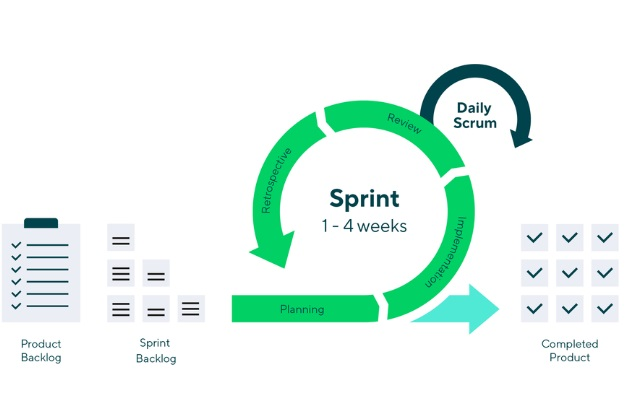 Daily
Scrum
Review
Retrospective
Sprint
1 - 4 weeks
Implementation
Planning
Product
Backlog
Sprint
Backlog
Completed
Product